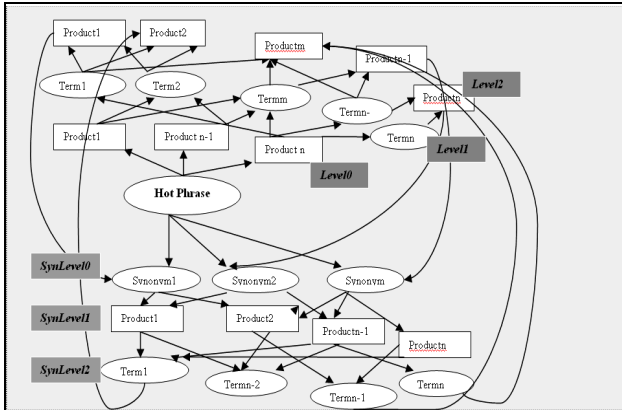 Product1
Product2
Productm
Productn-1
Level2
Term1
Term2
Termm
Termn-
Productn
Product1
Product n-1
Termn
Product n
Level1
Level0
Hot Phrase
SynLevel0
Synonym1
Synonym2
Synonym
SynLevel1
Product1
Product2
Productn-1
Productn
SynLevel2
Term1
Termn-2
Termn-1
Termn